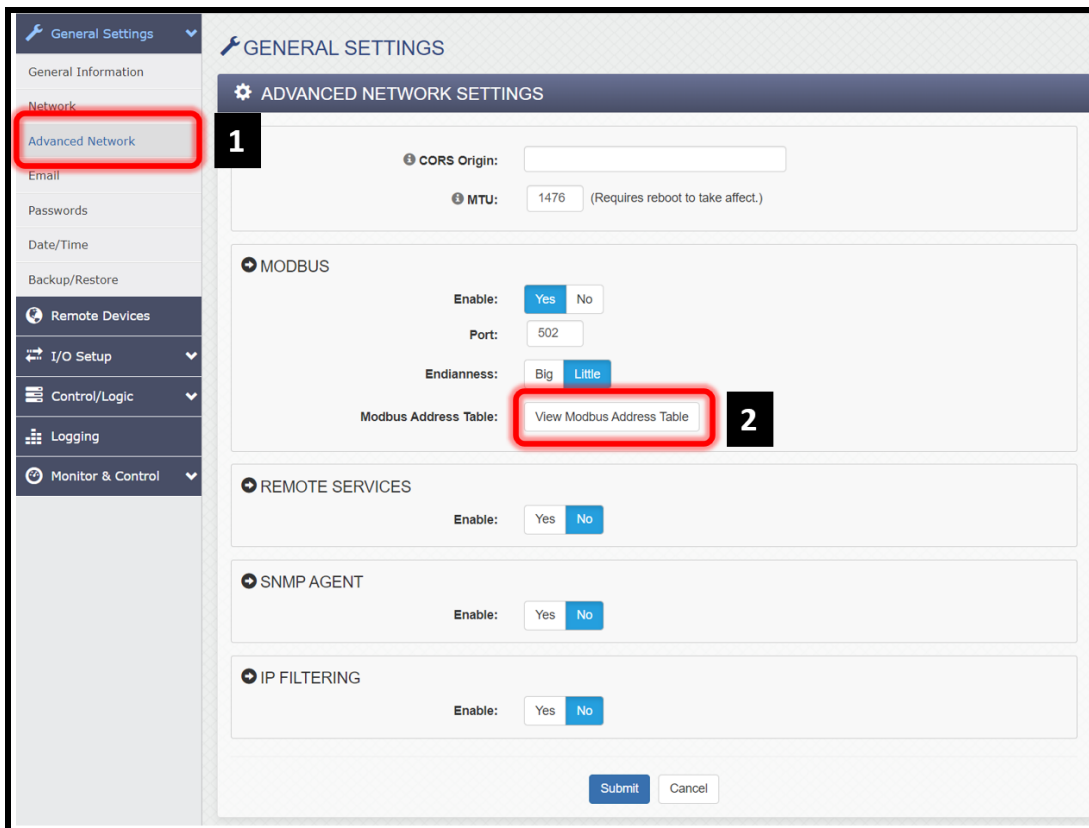 General Settings
General Information
Network
Advanced Network
Email
Passwords
Date/Time
Backup/Restore
Remote Devices
I/O Setup
Control/Logic
Logging
Monitor & Control
GENERAL SETTINGS
ADVANCED NETWORK SETTINGS
1
CORS Origin:
MTU: 1476 (Requires reboot to take affect.)
MODBUS
Enable: Yes No
Port: 502
Endianness: Big Little
Modbus Address Table: View Modbus Address Table 2
REMOTE SERVICES
Enable: Yes No
SNMP AGENT
Enable: Yes No
IP FILTERING
Enable: Yes No
Submit Cancel